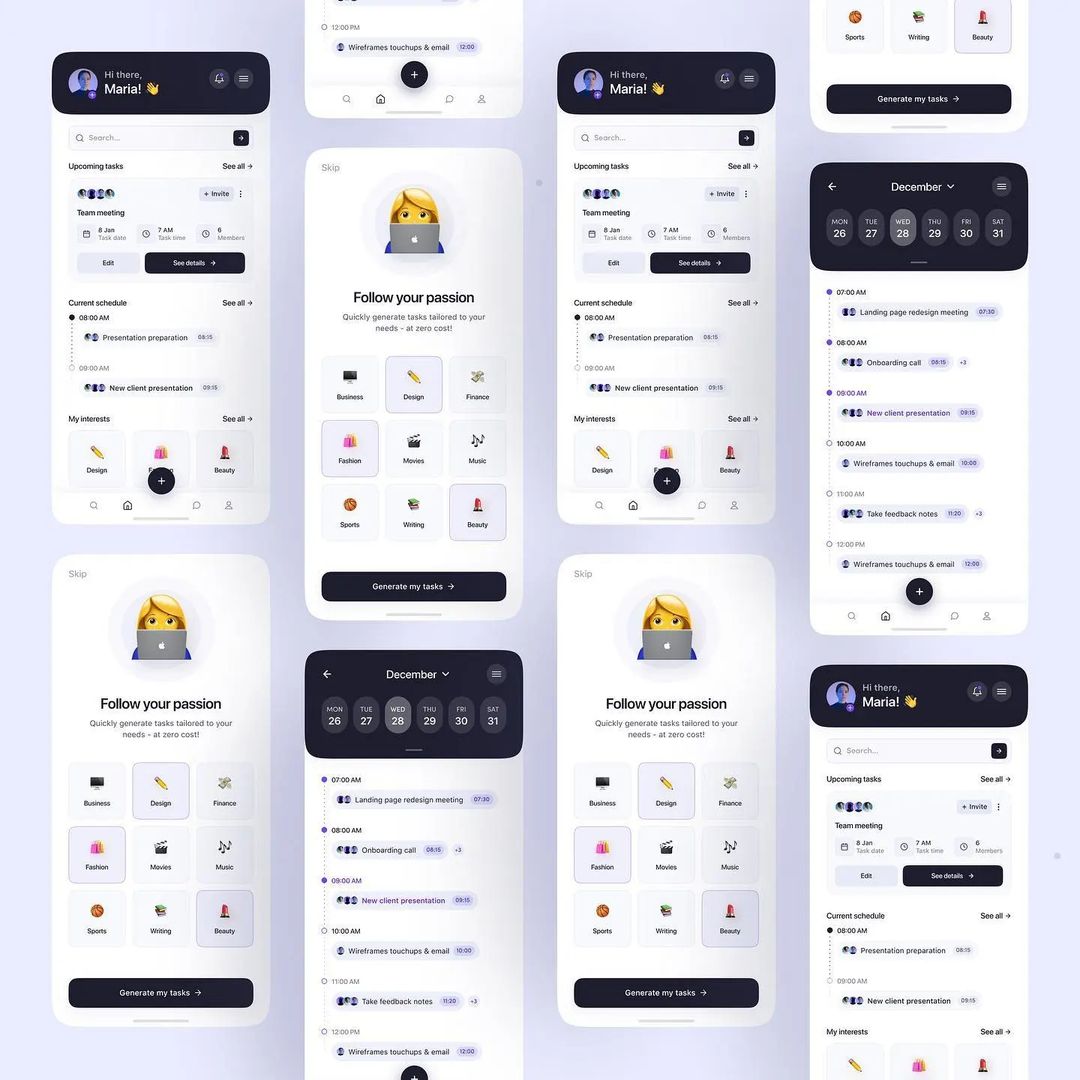 Hi there,
Maria! 👋
Search...
Upcoming tasks
See all →
+ Invite
Team meeting
8 Jan
Task date
7 AM
Task time
6
Members
Edit
See details →
Current schedule
See all →
08:00 AM
Presentation preparation 08:15
09:00 AM
New client presentation 09:15
My interests
See all →
Design
Beauty
Skip
Follow your passion
Quickly generate tasks tailored to your
needs - at zero cost!
Business
Design
Finance
Fashion
Movies
Music
Sports
Writing
Beauty
Generate my tasks →
12:00 PM
Wireframes touchups & email 12:00
Skip
Follow your passion
Quickly generate tasks tailored to your
needs - at zero cost!
Business
Design
Finance
Fashion
Movies
Music
Sports
Writing
Beauty
Generate my tasks →
December
MON
TUE
WED
THU
FRI
SAT
26
27
28
29
30
31
07:00 AM
Landing page redesign meeting 07:30
08:00 AM
Onboarding call 08:15 +3
09:00 AM
New client presentation 09:15
10:00 AM
Wireframes touchups & email 10:00
11:00 AM
Take feedback notes 11:20 +3
12:00 PM
Wireframes touchups & email 12:00
Hi there,
Maria! 👋
Search...
Upcoming tasks
See all →
+ Invite
Team meeting
8 Jan
Task date
7 AM
Task time
6
Members
Edit
See details →
Current schedule
See all →
08:00 AM
Presentation preparation 08:15
09:00 AM
New client presentation 09:15
My interests
See all →
Design
Beauty
Skip
Follow your passion
Quickly generate tasks tailored to your
needs - at zero cost!
Business
Design
Finance
Fashion
Movies
Music
Sports
Writing
Beauty
Generate my tasks →
Sports
Writing
Beauty
Generate my tasks →
December
MON
TUE
WED
THU
FRI
SAT
26
27
28
29
30
31
07:00 AM
Landing page redesign meeting 07:30
08:00 AM
Onboarding call 08:15 +3
09:00 AM
New client presentation 09:15
10:00 AM
Wireframes touchups & email 10:00
11:00 AM
Take feedback notes 11:20 +3
12:00 PM
Wireframes touchups & email 12:00
Hi there,
Maria! 👋
Search...
Upcoming tasks
See all →
+ Invite
Team meeting
8 Jan
Task date
7 AM
Task time
6
Members
Edit
See details →
Current schedule
See all →
08:00 AM
Presentation preparation 08:15
09:00 AM
New client presentation 09:15
My interests
See all →